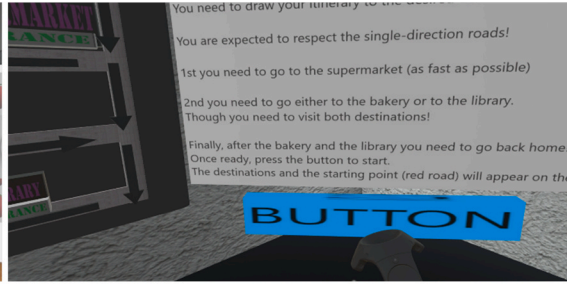 MARKET
RANCE
You need to draw your itinerary to the
You are expected to respect the single-direction roads!
1st you need to go to the supermarket (as fast as possible)
2nd you need to go either to the bakery or to the library.
Though you need to visit both destinations!
Finally, after the bakery and the library you need to go back home.
Once ready, press the button to start.
The destinations and the starting point (red road) will appear on the
RARY
RANCE
BUTTON